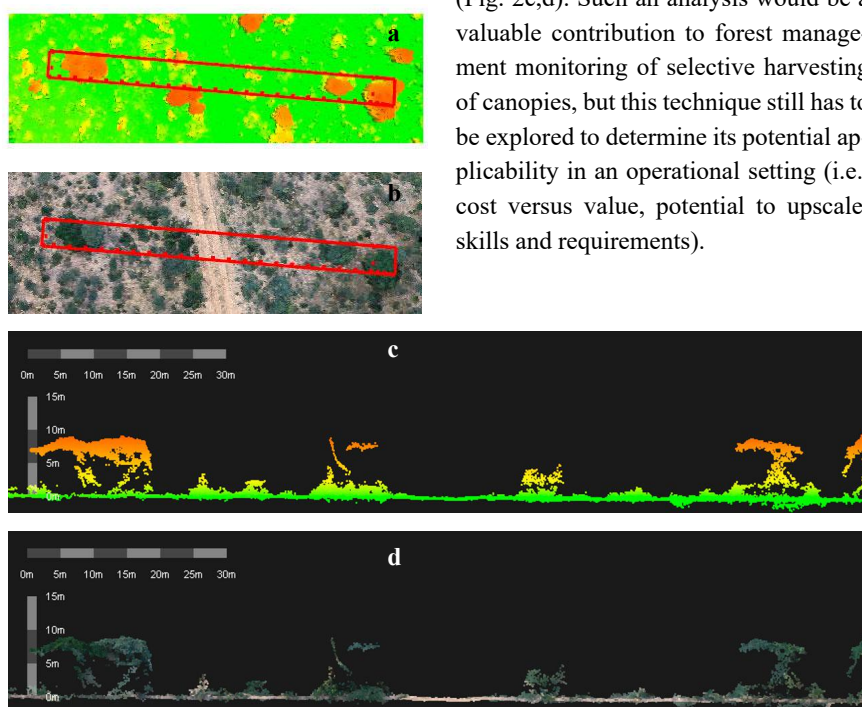 a
(Fig. 2c,d). Such an analysis would be a
valuable contribution to forest manage-
ment monitoring of selective harvesting
of canopies, but this technique still has to
be explored to determine its potential ap-
plicability in an operational setting (i.e.
cost versus value, potential to upscale,
skills and requirements).
b
c
0m 5m 10m 15m 20m 25m 30m
15m
10m
5m
0m
d
0m 5m 10m 15m 20m 25m 30m
15m
10m
5m
0m